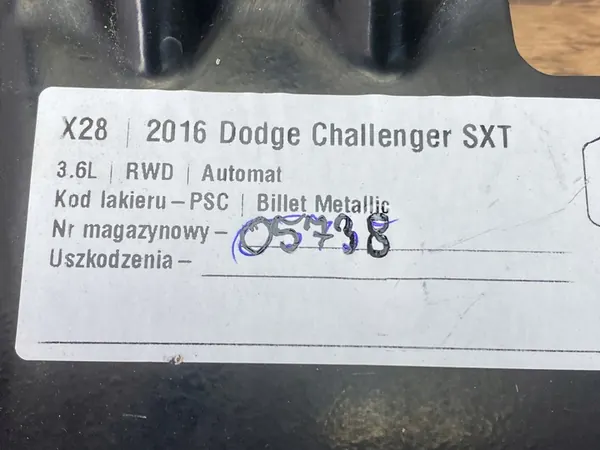 X28 | 2016 Dodge Challenger SXT
3.6L | RWD | Automat
Kod lakieru – PSC | Billet Metallic
Nr magazynowy – 05738
Uszkodzenia –